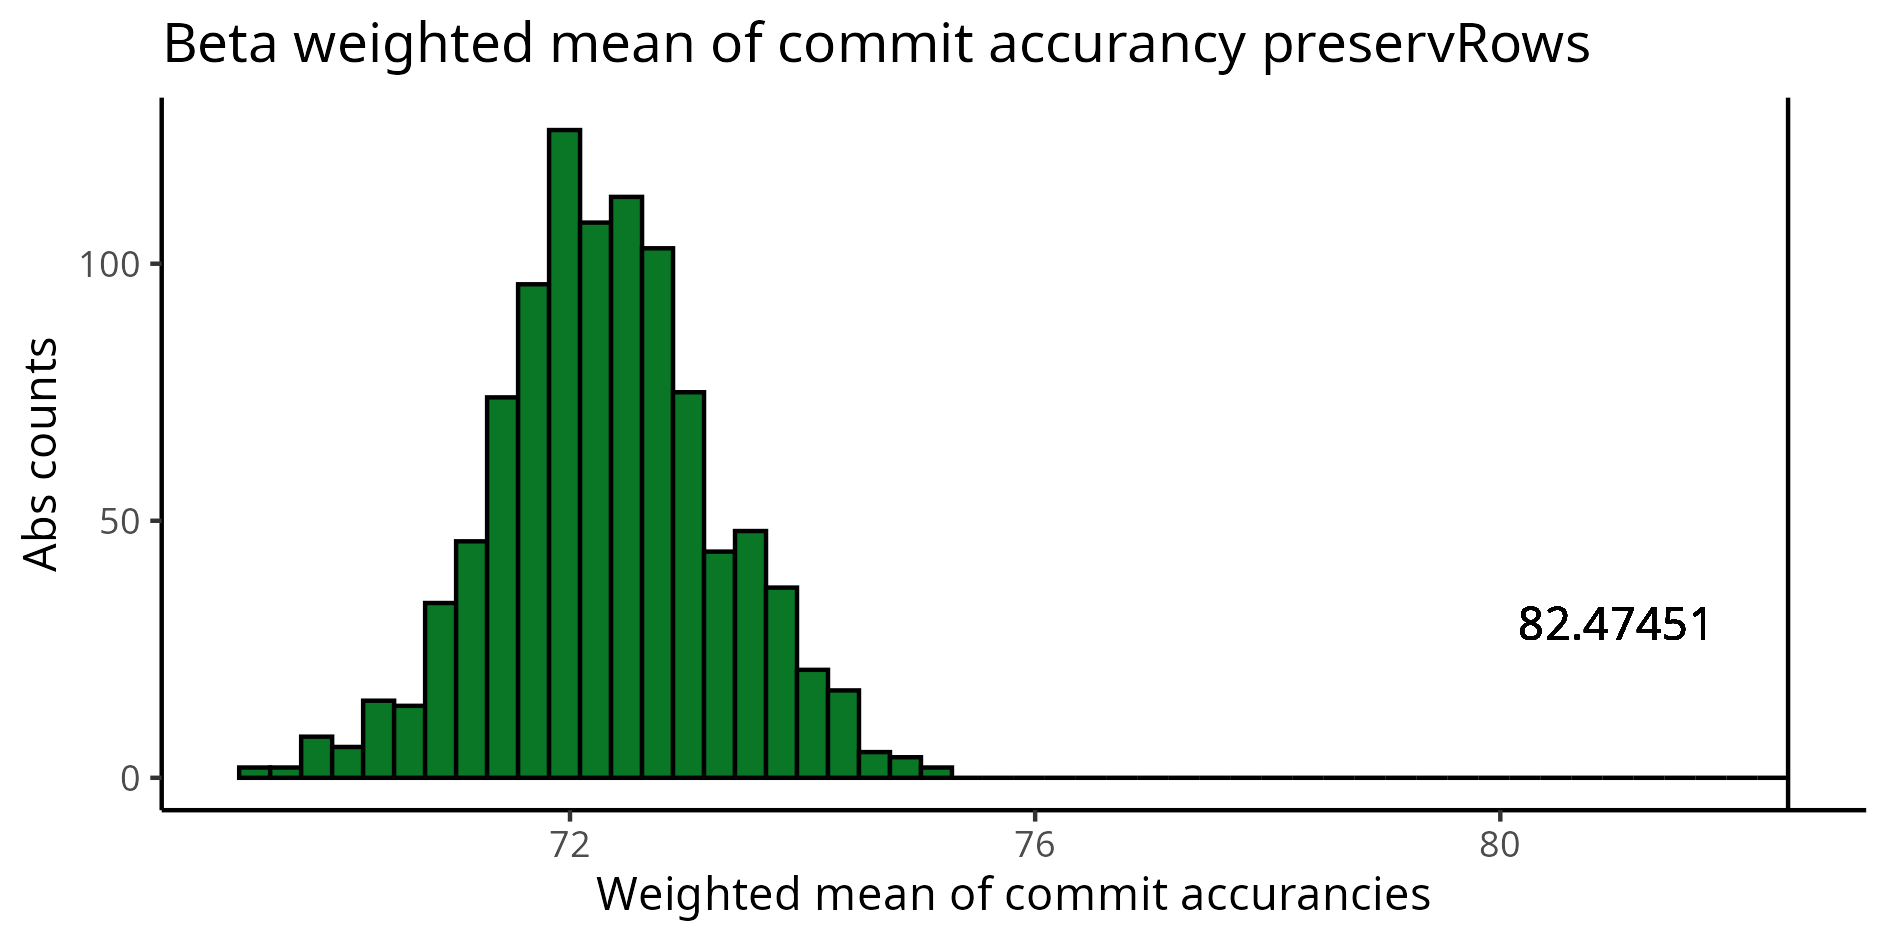 Beta weighted mean of commit accurancy preservRows
Abs counts
100
50
0
82.47451
72
76
80
Weighted mean of commit accurancies